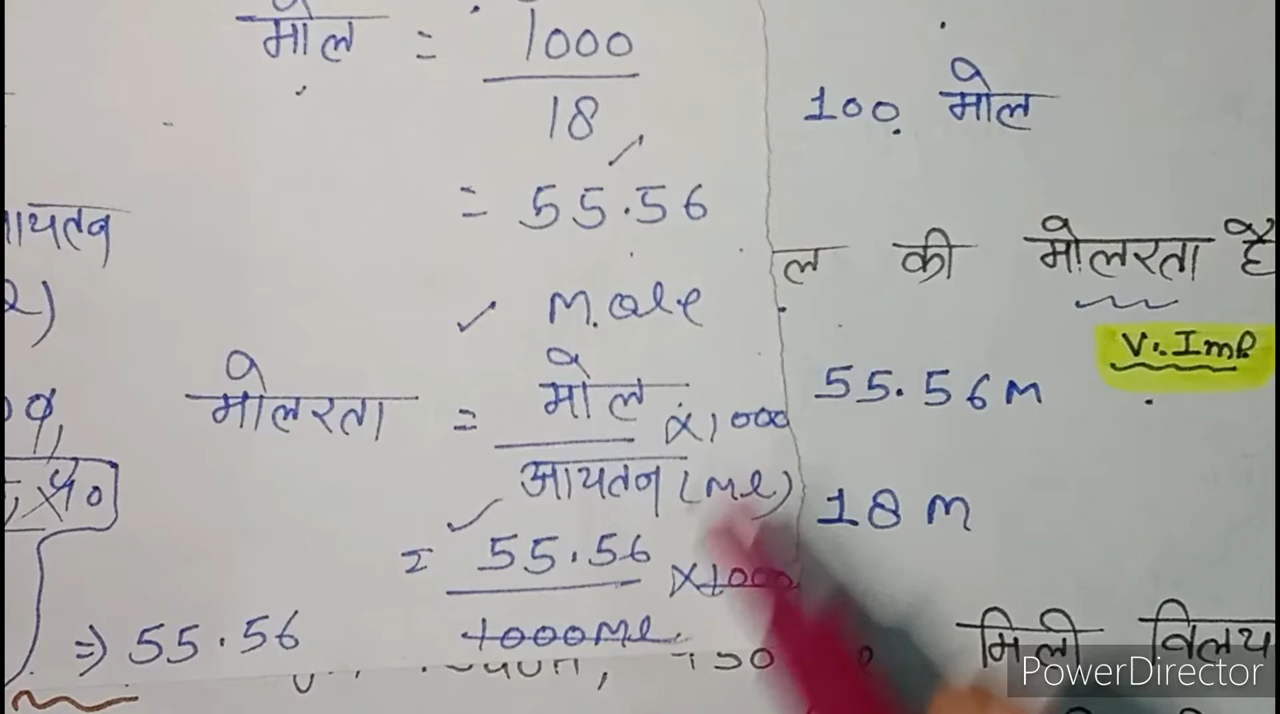 मोल = 1000
18
= 55.56
M.ole
मोलरता = मोल × 1000
आयतन (ml)
= 55.56 × 1000
1000 ml
⇒ 55.56
आयतन
100 मोल
ल की मोलरता है
V. Imp
55.56 M
18 M
मिली विलय
PowerDirector